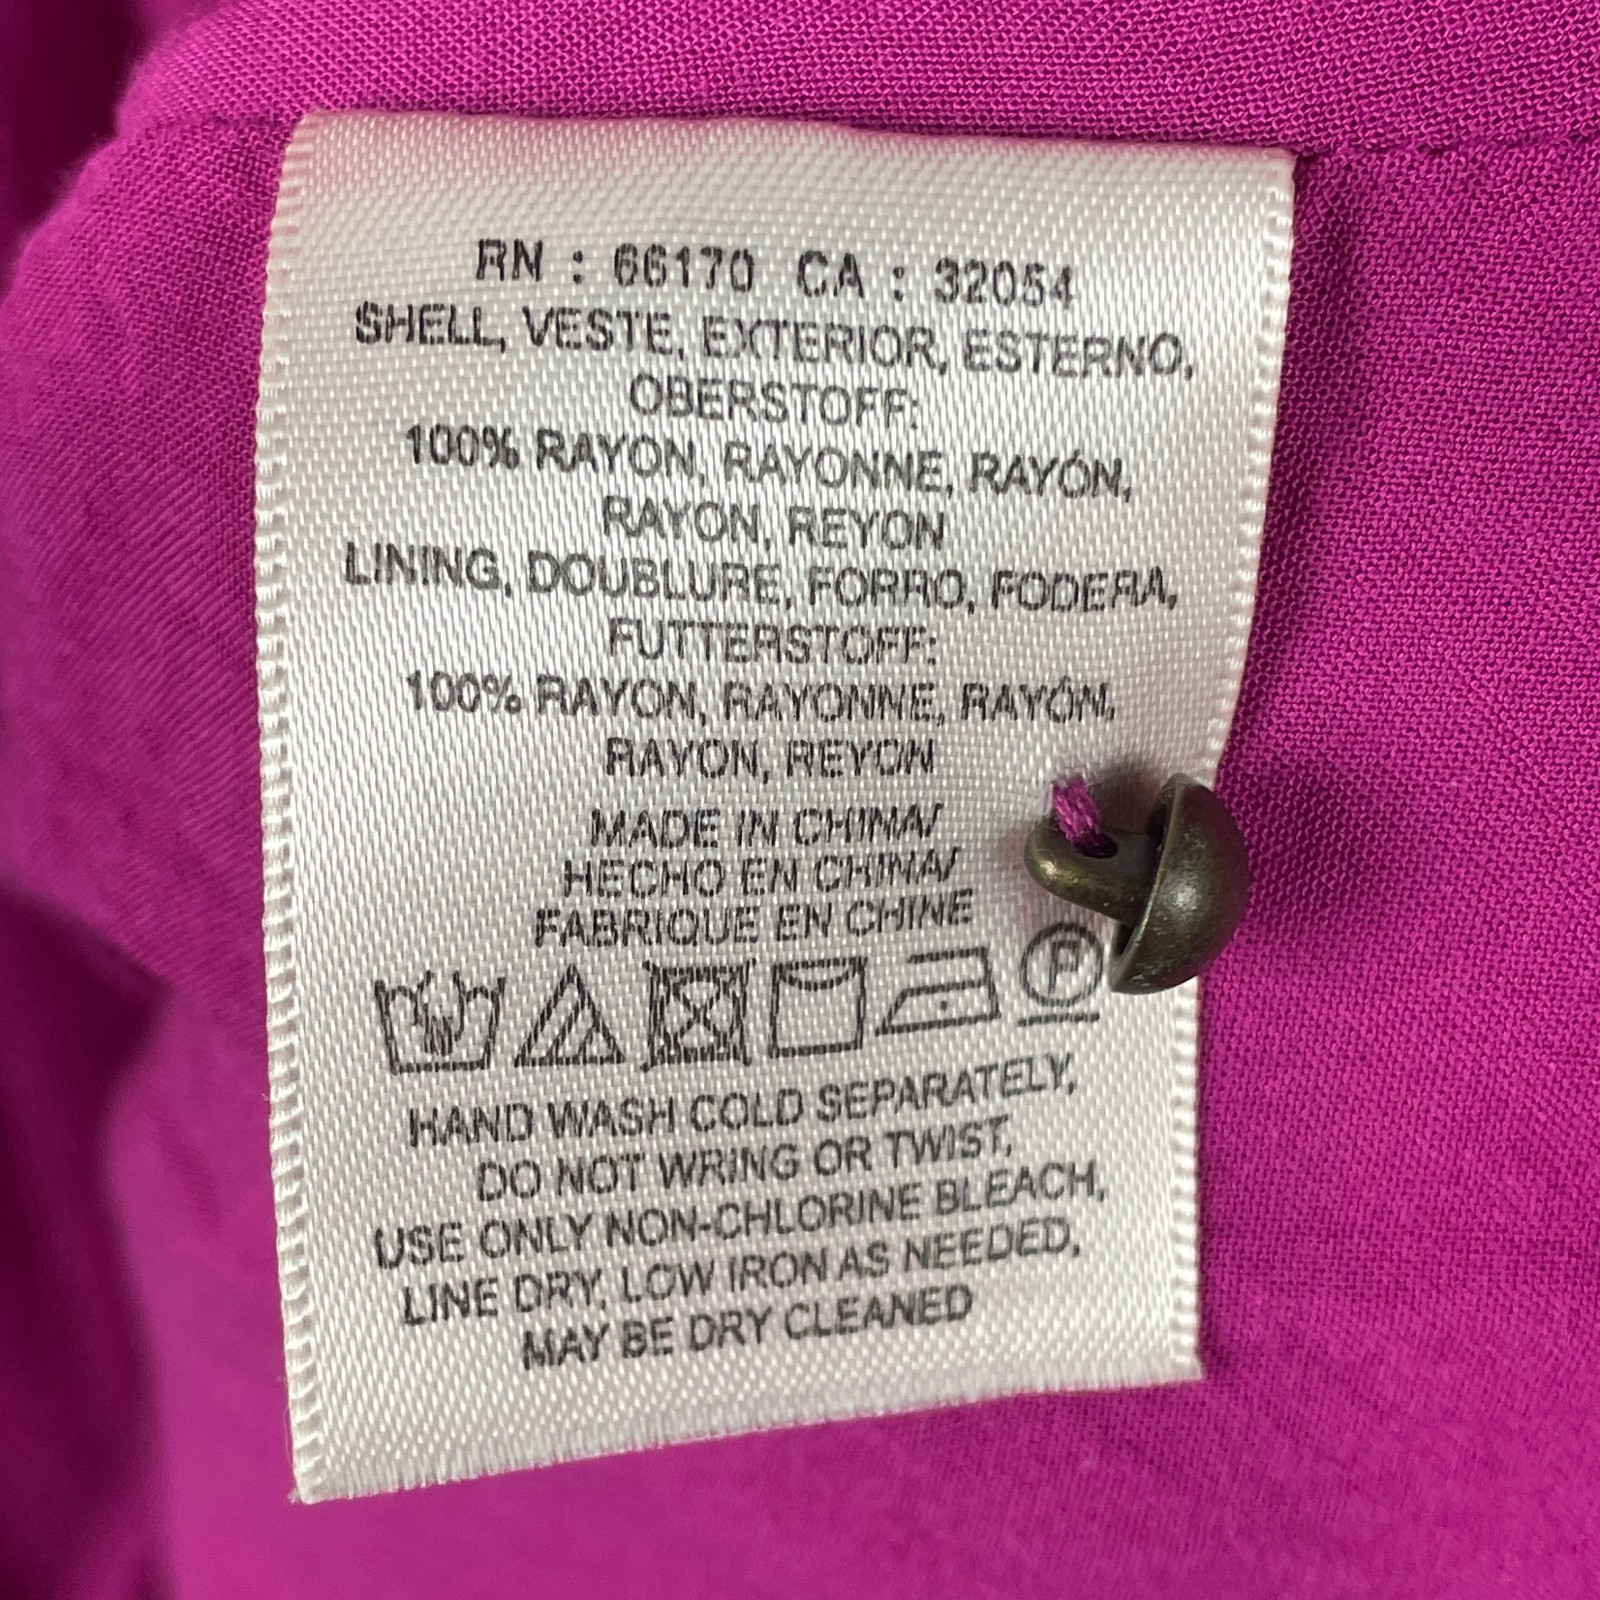 RN : 66170 CA : 32054
SHELL, VESTE, EXTERIOR, ESTERNO,
OBERSTOFF:
100% RAYON, RAYONNE, RAYÓN,
RAYON, REYON
LINING, DOUBLURE, FORRO, FODERA,
FUTTERSTOFF:
100% RAYON, RAYONNE, RAYÓN,
RAYON, REYON
MADE IN CHINA/
HECHO EN CHINA/
FABRIQUE EN CHINE
P
HAND WASH COLD SEPARATELY,
DO NOT WRING OR TWIST,
USE ONLY NON-CHLORINE BLEACH,
LINE DRY, LOW IRON AS NEEDED,
MAY BE DRY CLEANED